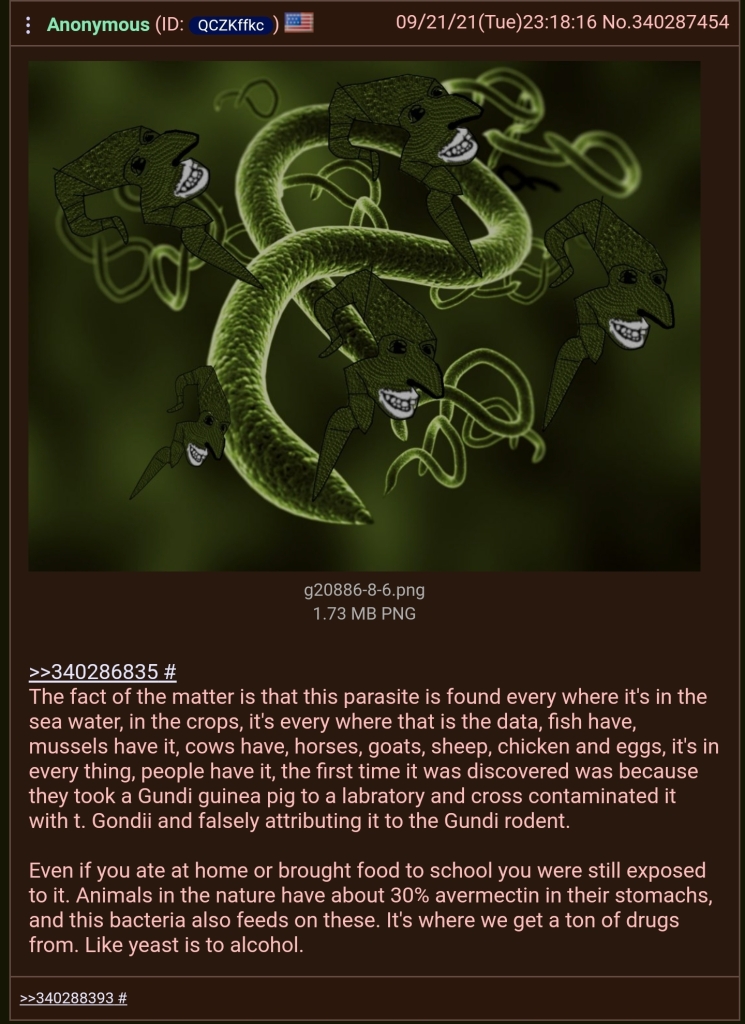 Anonymous (ID: QCZKffkc) 09/21/21(Tue)23:18:16 No.340287454
g20886-8-6.png
1.73 MB PNG
>>340286835 #
The fact of the matter is that this parasite is found every where it's in the
sea water, in the crops, it's every where that is the data, fish have,
mussels have it, cows have, horses, goats, sheep, chicken and eggs, it's in
every thing, people have it, the first time it was discovered was because
they took a Gundi guinea pig to a labratory and cross contaminated it
with t. Gondii and falsely attributing it to the Gundi rodent.
Even if you ate at home or brought food to school you were still exposed
to it. Animals in the nature have about 30% avermectin in their stomachs,
and this bacteria also feeds on these. It's where we get a ton of drugs
from. Like yeast is to alcohol.
>>340288393 #